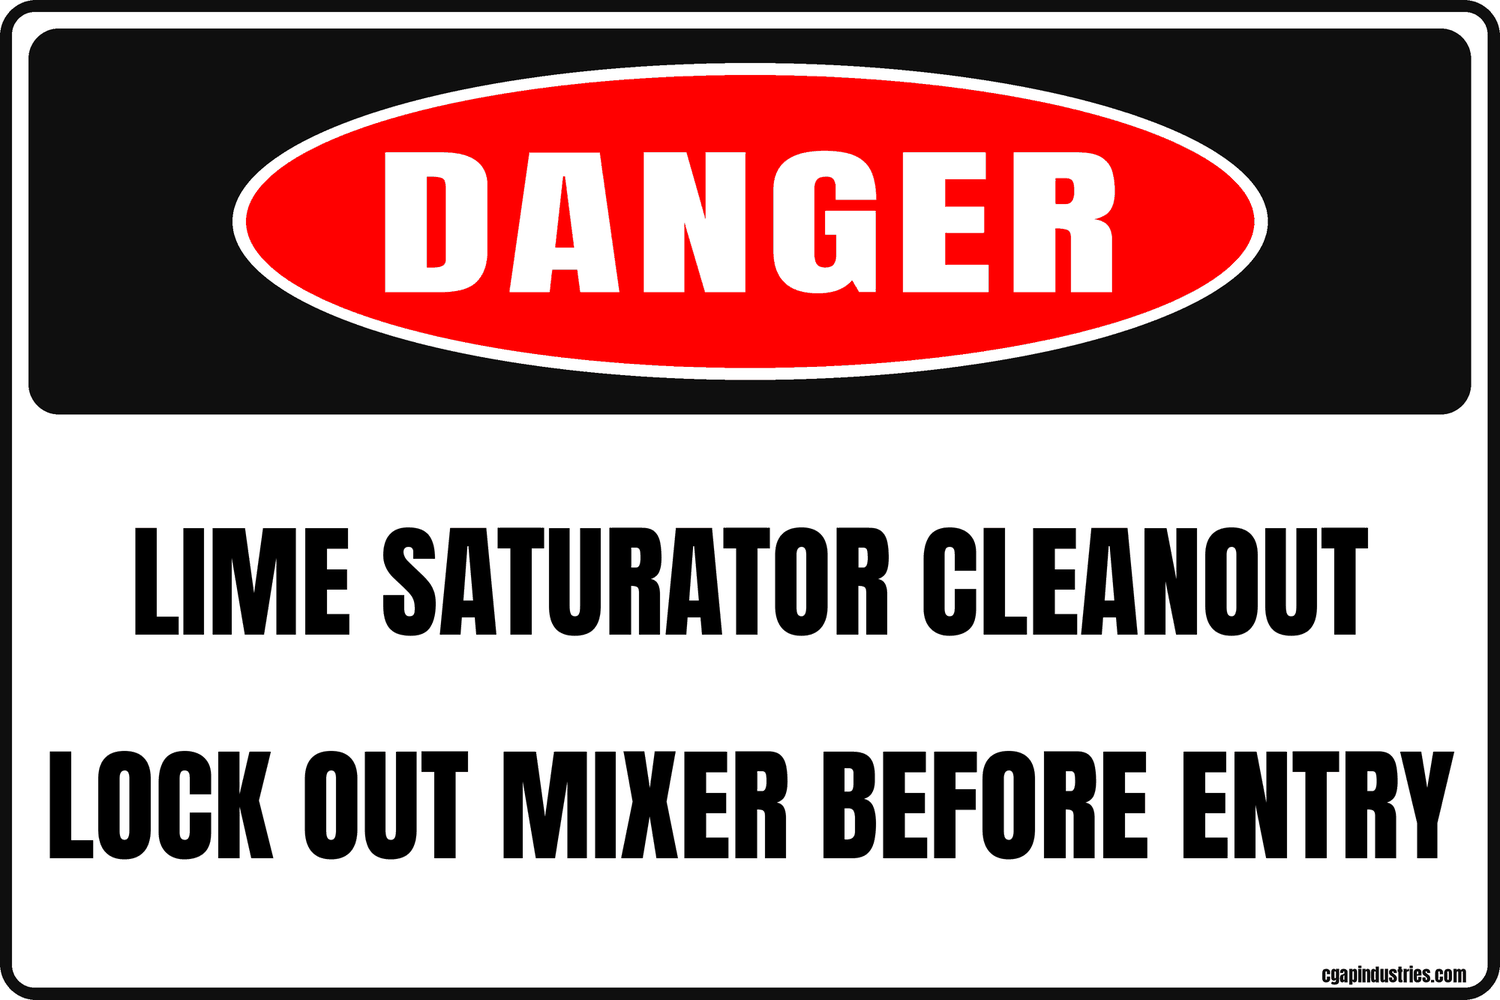 DANGER
LIME SATURATOR CLEANOUT
LOCK OUT MIXER BEFORE ENTRY
cgapindustries.com